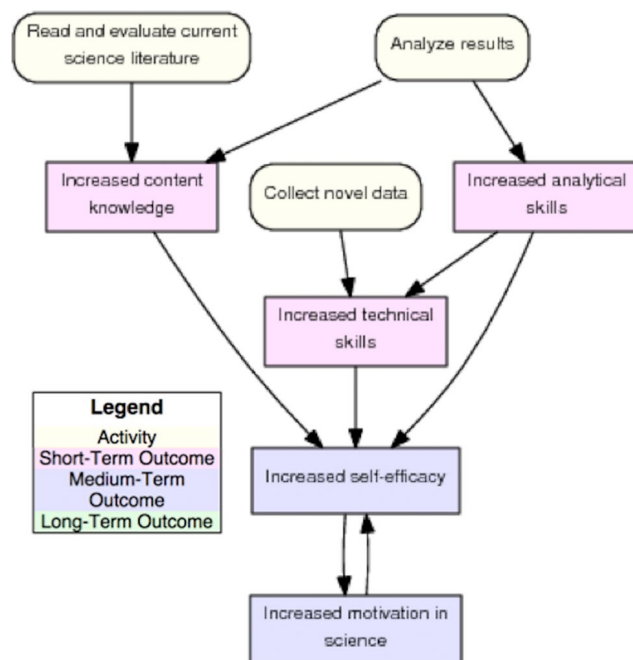 Read and evaluate current
science literature
Analyze results
Increased content
knowledge
Collect novel data
Increased analytical
skills
Increased technical
skills
Legend
Activity
Short-Term Outcome
Medium-Term
Outcome
Long-Term Outcome
Increased self-efficacy
Increased motivation in
science